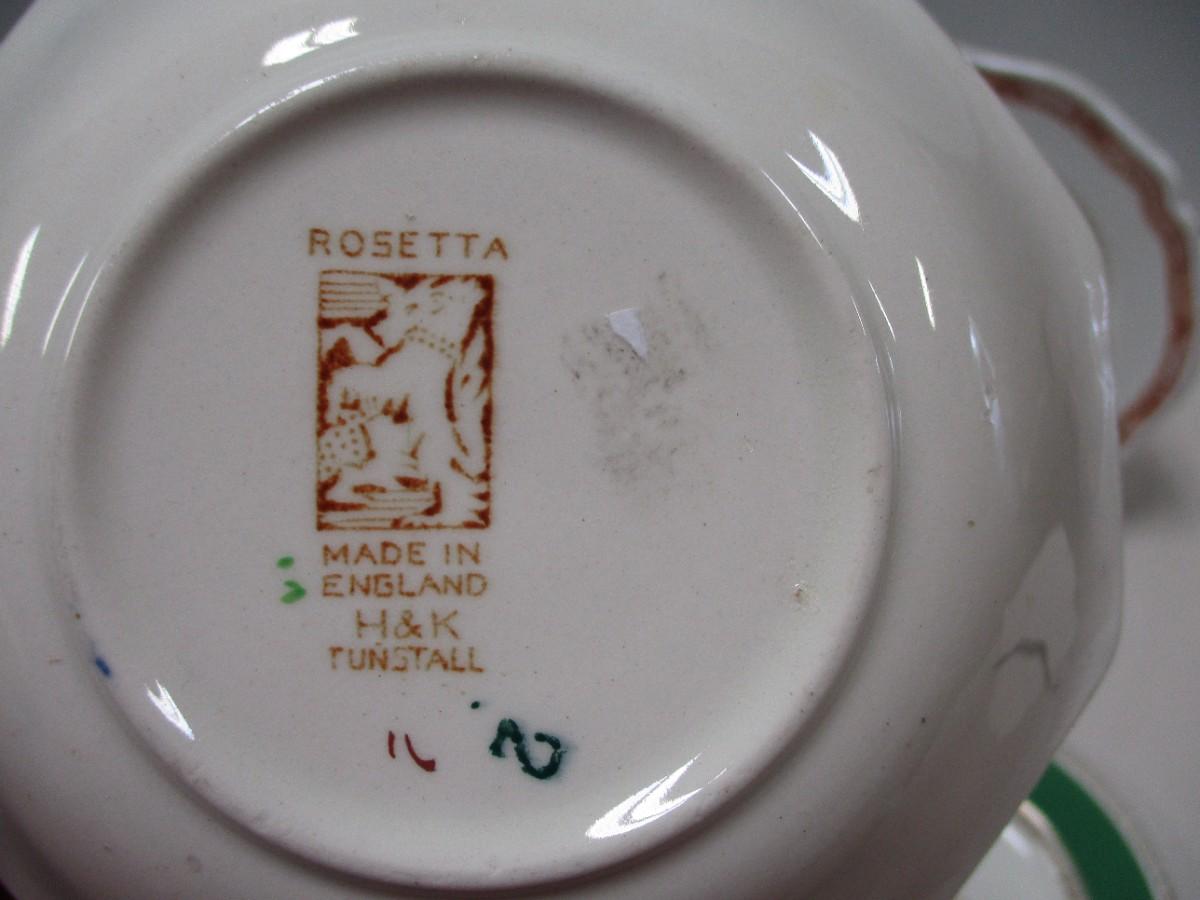 ROSETTA
MADE IN
ENGLAND
H&K
TUNSTALL